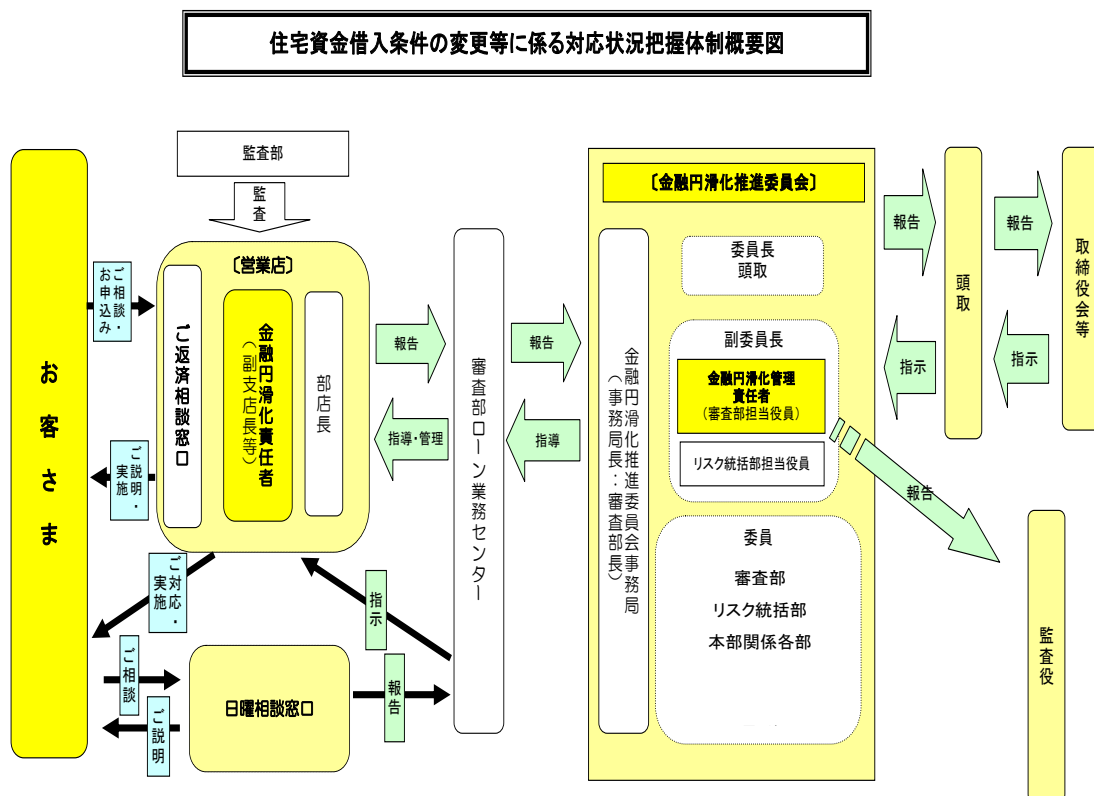 住宅資金借入条件の変更等に係る対応状況把握体制概要図
監査部
監査
お客さま
ご相談・
お申込み
ご説明・
実施
ご対応・
実施
ご相談
ご説明
〔営業店〕
ご返済相談窓口
金融円滑化責任者
（副支店長等）
部店長
日曜相談窓口
報告
指導・管理
指示
報告
審査部ローン業務センター
報告
指導
〔金融円滑化推進委員会〕
金融円滑化推進委員会事務局
（事務局長：審査部長）
委員長
頭取
副委員長
金融円滑化管理
責任者
（審査部担当役員）
リスク統括部担当役員
委員
審査部
リスク統括部
本部関係各部
報告
指示
頭取
報告
指示
取締役会等
報告
監査役